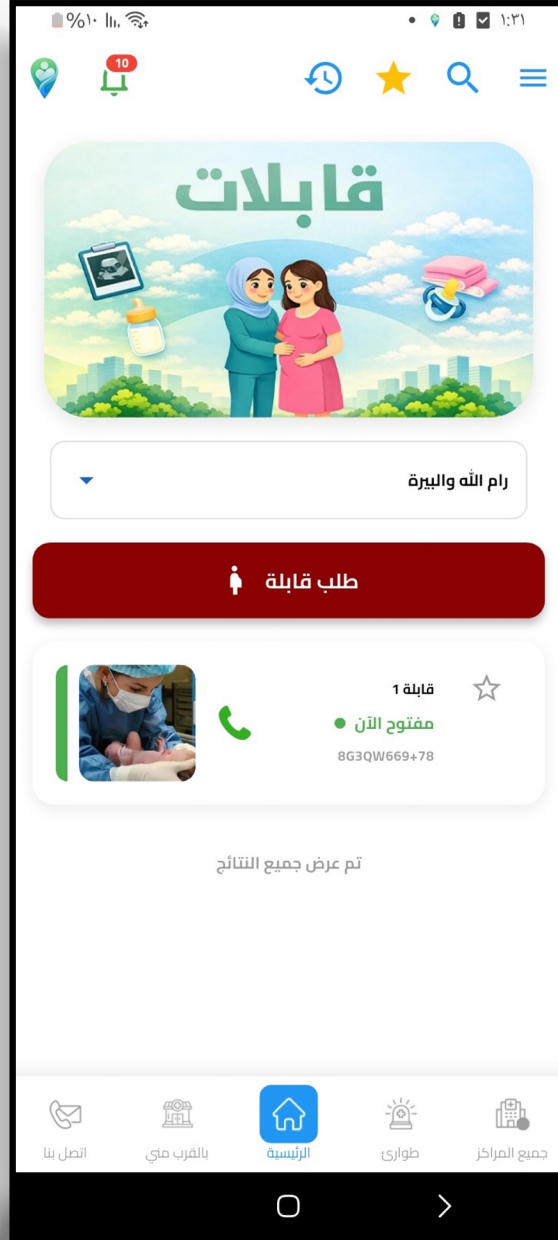 ١:٣١
%١٠
10
قابلات
رام الله والبيرة
طلب قابلة
قابلة 1
مفتوح الآن
8G3QW669+78
تم عرض جميع النتائج
جميع المراكز
طوارئ
الرئيسية
بالقرب مني
اتصل بنا